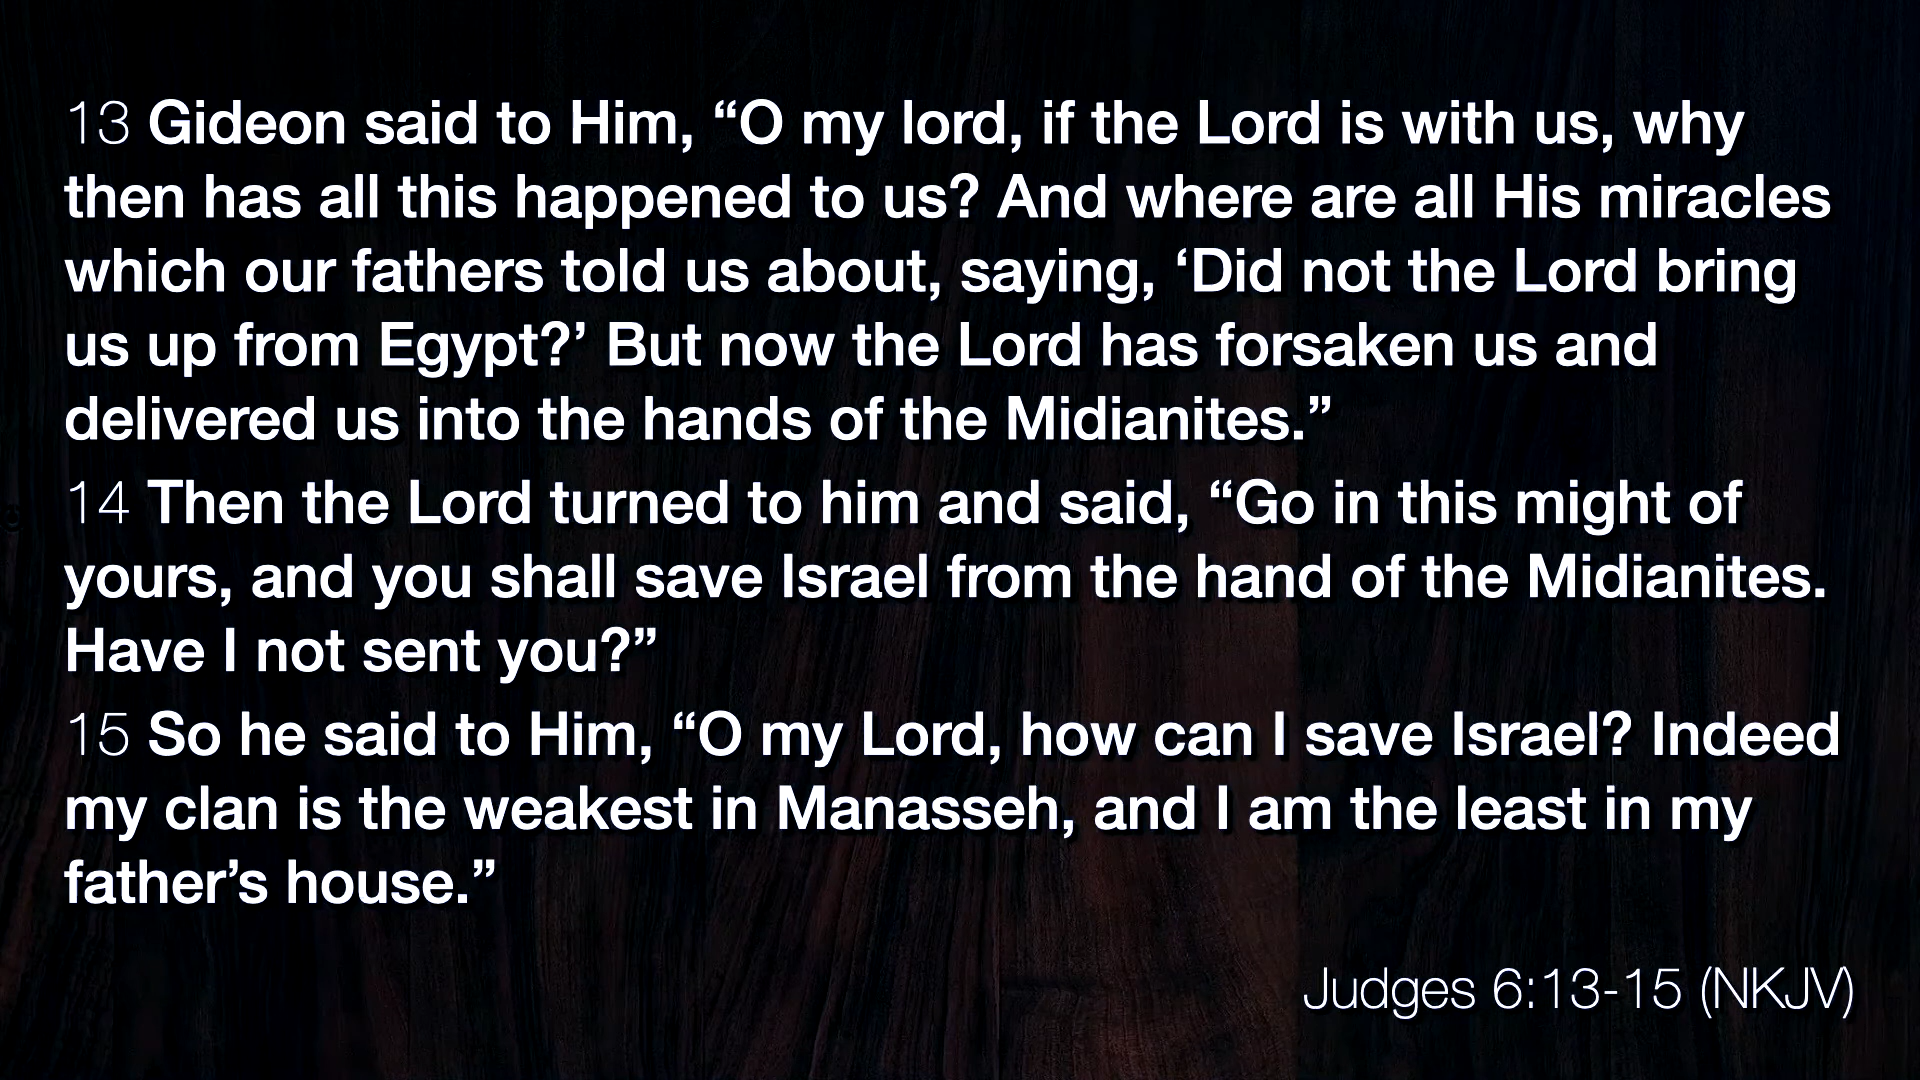 13 Gideon said to Him, “O my lord, if the Lord is with us, why
then has all this happened to us? And where are all His miracles
which our fathers told us about, saying, ‘Did not the Lord bring
us up from Egypt?’ But now the Lord has forsaken us and
delivered us into the hands of the Midianites.”
14 Then the Lord turned to him and said, “Go in this might of
yours, and you shall save Israel from the hand of the Midianites.
Have I not sent you?”
15 So he said to Him, “O my Lord, how can I save Israel? Indeed
my clan is the weakest in Manasseh, and I am the least in my
father’s house.”
Judges 6:13-15 (NKJV)